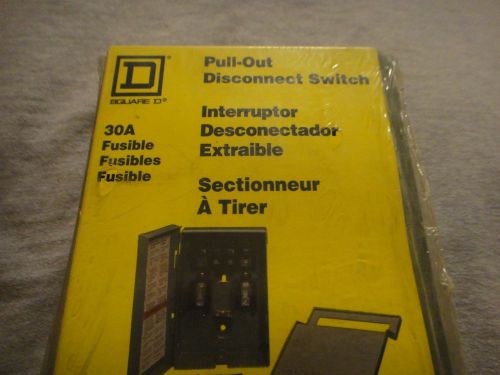 SQUARE D®
30A
Fusible
Fusibles
Fusible
Pull-Out
Disconnect Switch
Interruptor
Desconectador
Extraible
Sectionneur
À Tirer